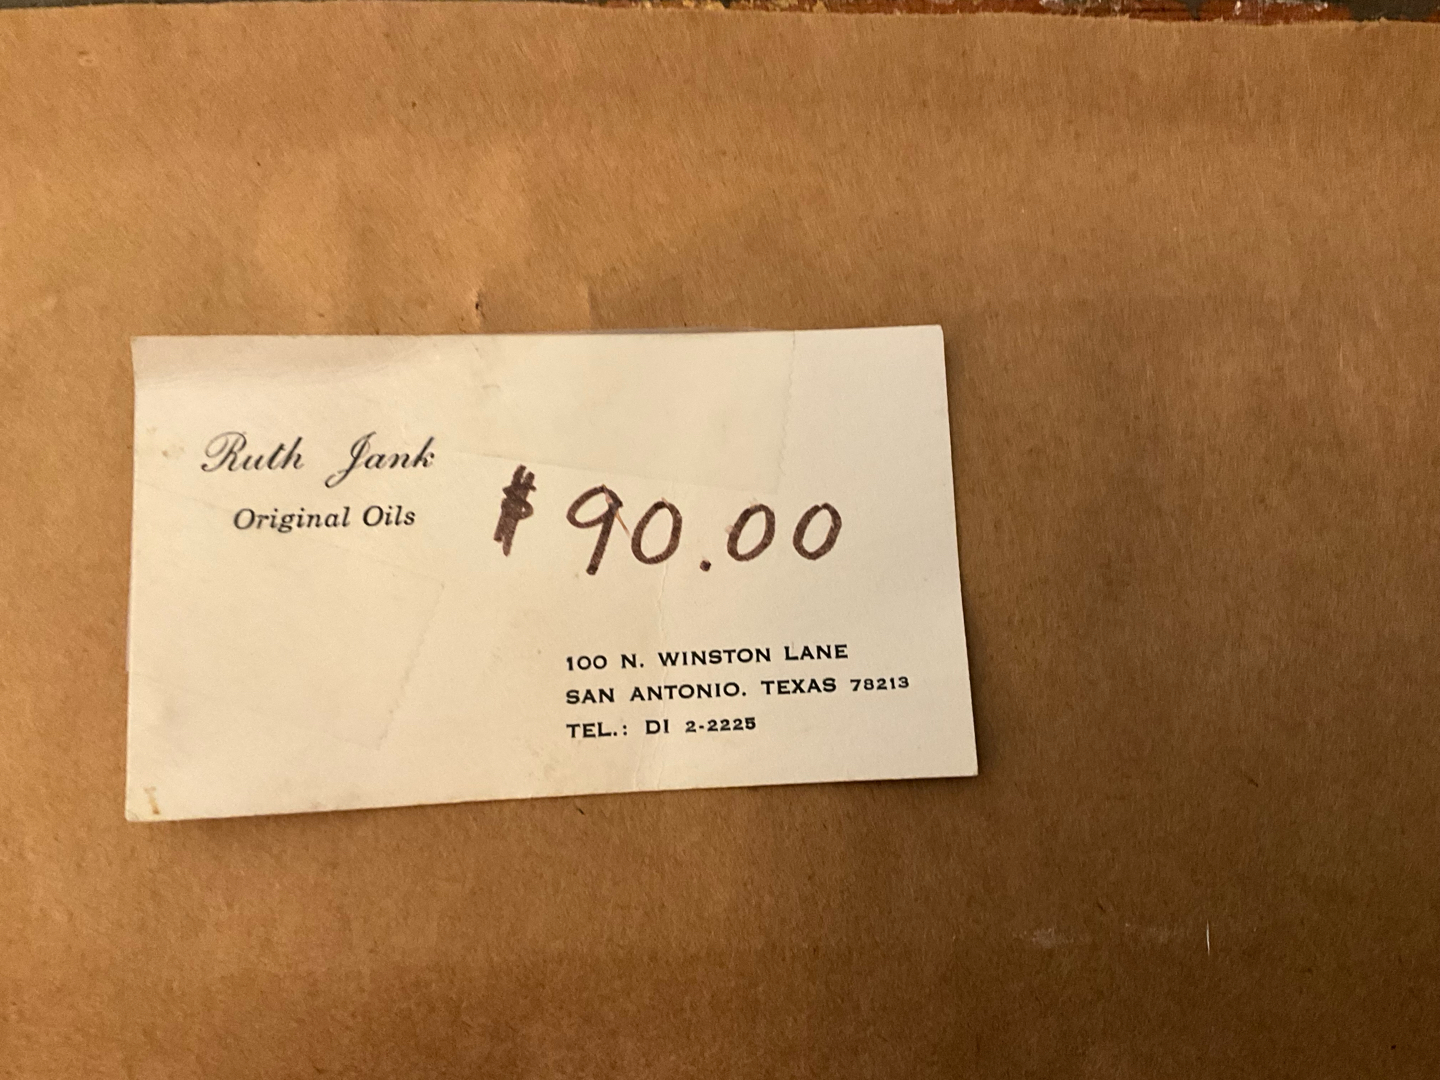 Ruth Jank
Original Oils
$90.00
100 N. WINSTON LANE
SAN ANTONIO, TEXAS 78213
TEL.: DI 2-2225